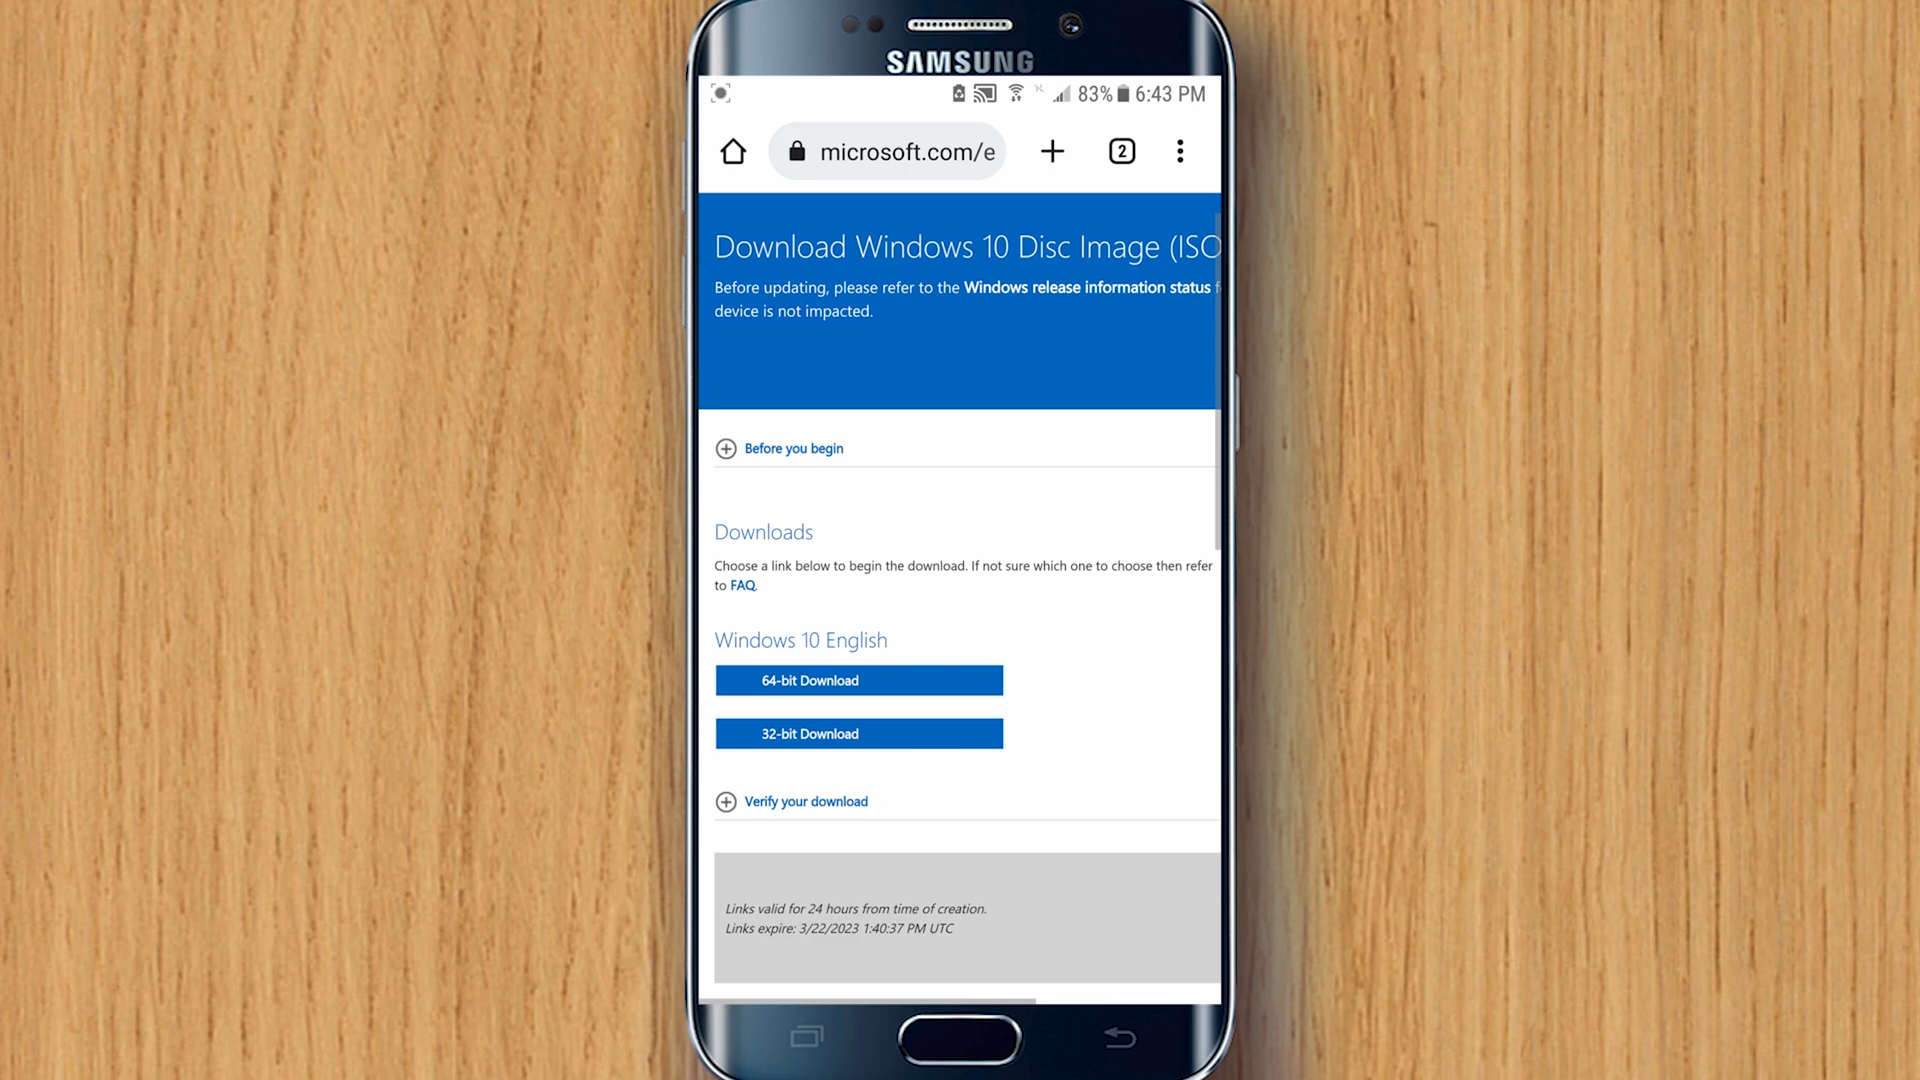 SAMSUNG
83% 6:43 PM
microsoft.com/e
2
Download Windows 10 Disc Image (ISO
Before updating, please refer to the Windows release information status f
device is not impacted.
Before you begin
Downloads
Choose a link below to begin the download. If not sure which one to choose then refer
to FAQ.
Windows 10 English
64-bit Download
32-bit Download
Verify your download
Links valid for 24 hours from time of creation.
Links expire: 3/22/2023 1:40:37 PM UTC